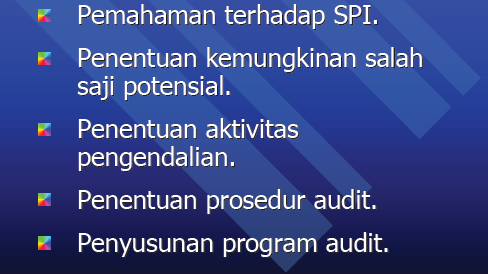 Pemahaman terhadap SPI.
Penentuan kemungkinan salah
saji potensial.
Penentuan aktivitas
pengendalian.
Penentuan prosedur audit.
Penyusunan program audit.